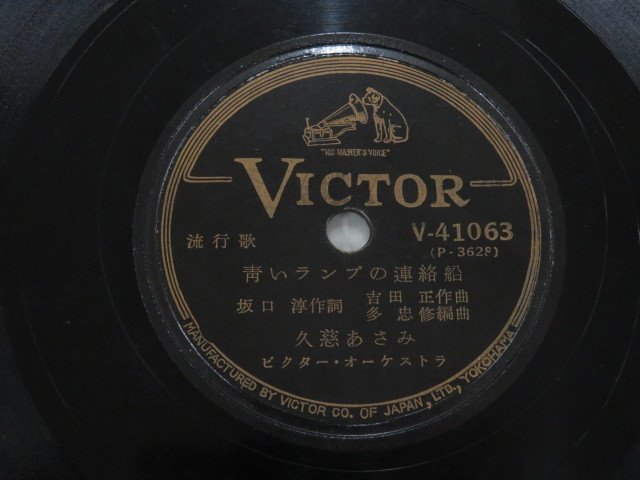 "HIS MASTER'S VOICE"
VICTOR
流行歌
V-41063
(P-3628)
青いランプの連絡船
坂口 淳作詞
吉田 正作曲
多 忠修編曲
久慈あさみ
ビクター・オーケストラ
MANUFACTURED BY VICTOR CO. OF JAPAN, LTD., YOKOHAMA